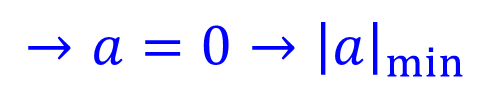 → a = 0 → |a|min